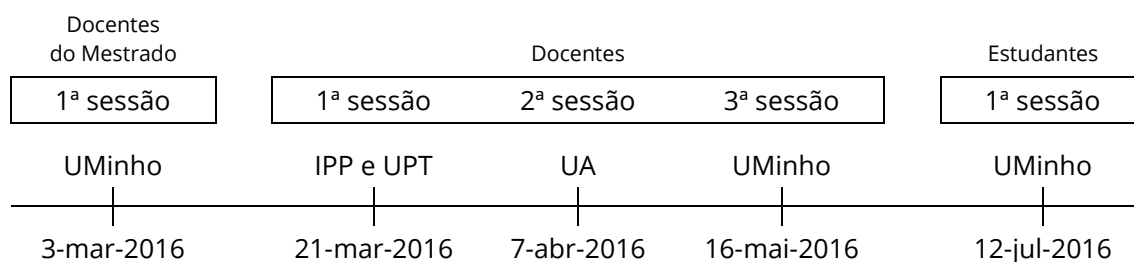 Docentes
do Mestrado
Docentes
Estudantes
1ª sessão
1ª sessão
2ª sessão
3ª sessão
1ª sessão
UMinho
IPP e UPT
UA
UMinho
UMinho
3-mar-2016
21-mar-2016
7-abr-2016
16-mai-2016
12-jul-2016